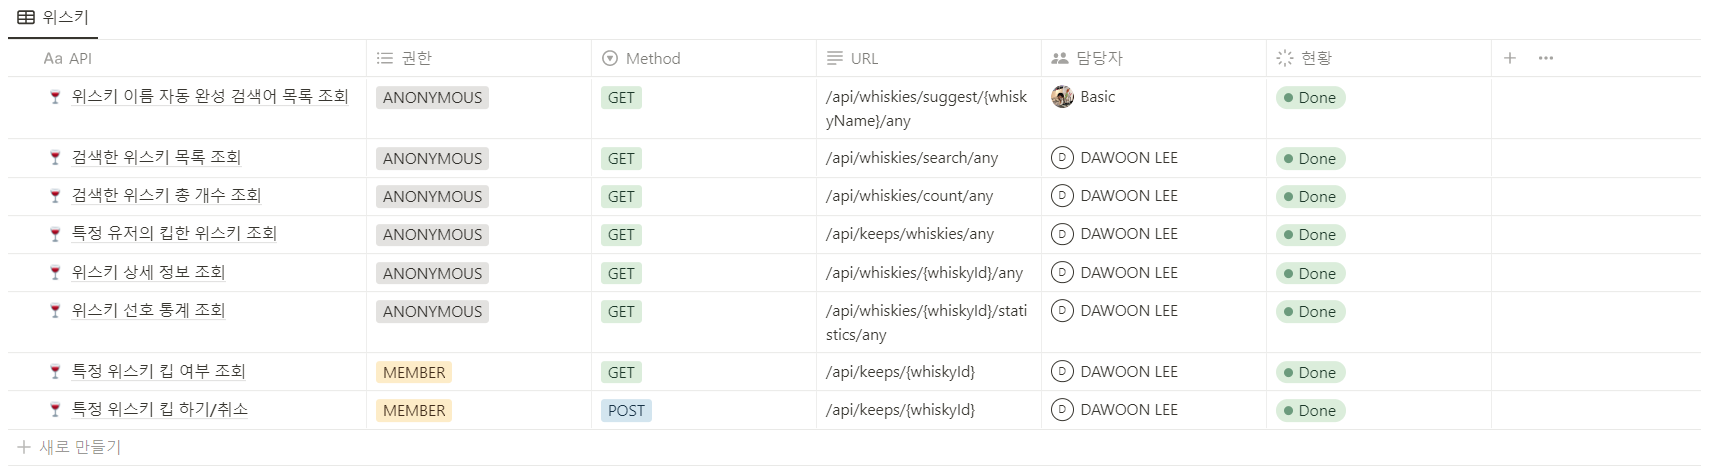 위스키
Aa API 권한 Method URL 담당자 현황
위스키 이름 자동 완성 검색어 목록 조회 ANONYMOUS GET /api/whiskies/suggest/{whisk Basic Done
yName}/any
검색한 위스키 목록 조회 ANONYMOUS GET /api/whiskies/search/any D DAWOON LEE Done
검색한 위스키 총 개수 조회 ANONYMOUS GET /api/whiskies/count/any D DAWOON LEE Done
특정 유저의 킵한 위스키 조회 ANONYMOUS GET /api/keeps/whiskies/any D DAWOON LEE Done
위스키 상세 정보 조회 ANONYMOUS GET /api/whiskies/{whiskyId}/any D DAWOON LEE Done
위스키 선호 통계 조회 ANONYMOUS GET /api/whiskies/{whiskyId}/stati D DAWOON LEE Done
stics/any
특정 위스키 킵 여부 조회 MEMBER GET /api/keeps/{whiskyId} D DAWOON LEE Done
특정 위스키 킵 하기/취소 MEMBER POST /api/keeps/{whiskyId} D DAWOON LEE Done
새로 만들기